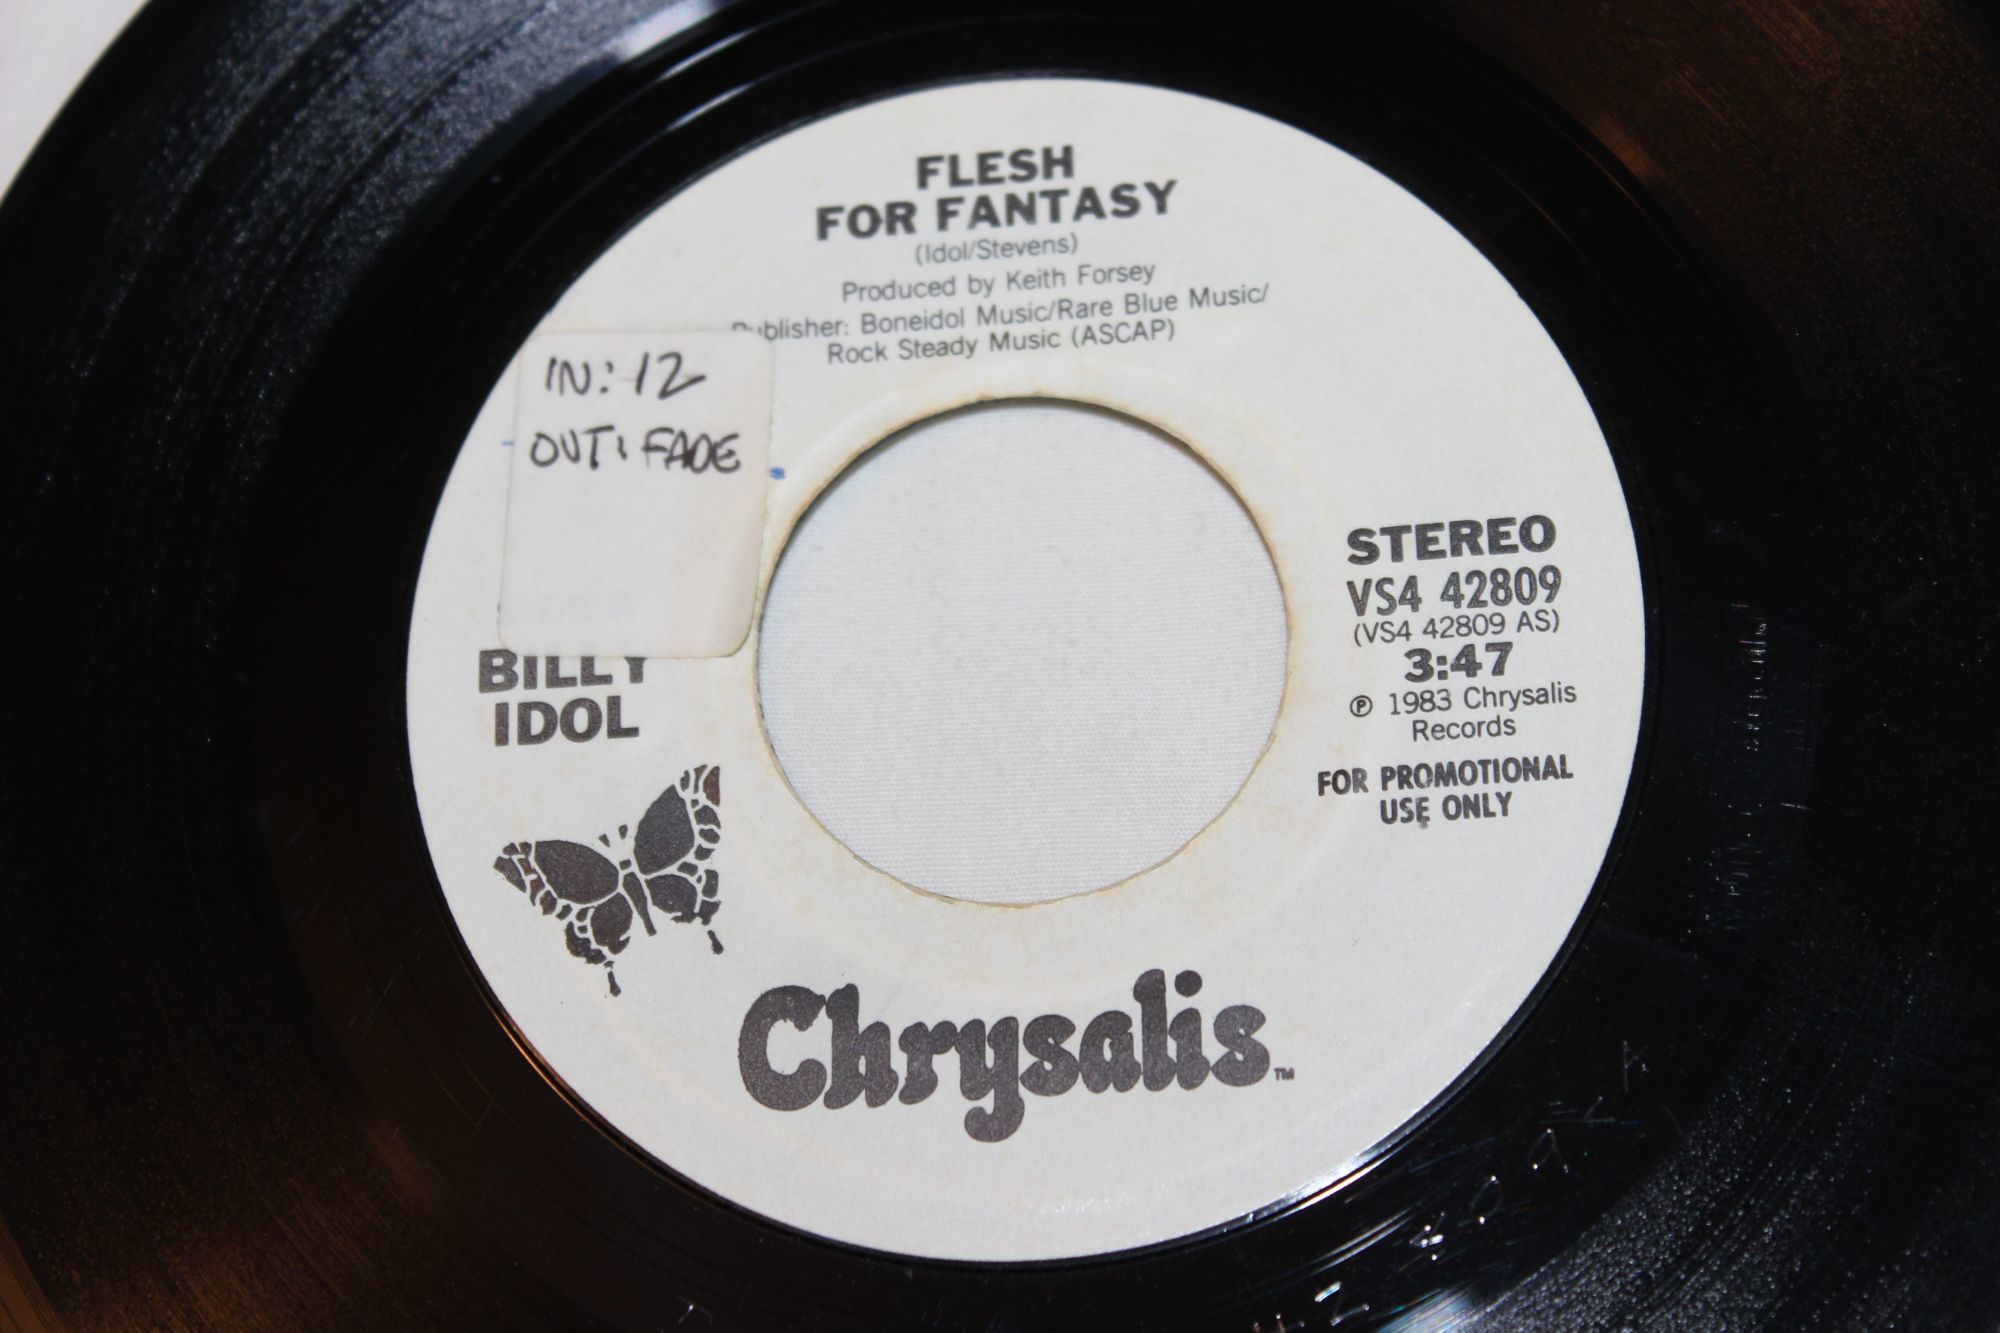 FLESH
FOR FANTASY
(Idol/Stevens)
Produced by Keith Forsey
Publisher: Boneidol Music/Rare Blue Music/
Rock Steady Music (ASCAP)
IN: 12
OUT: FADE
STEREO
VS4 42809
(VS4 42809 AS)
3:47
℗ 1983 Chrysalis
Records
FOR PROMOTIONAL
USE ONLY
BILLY
IDOL
Chrysalis™